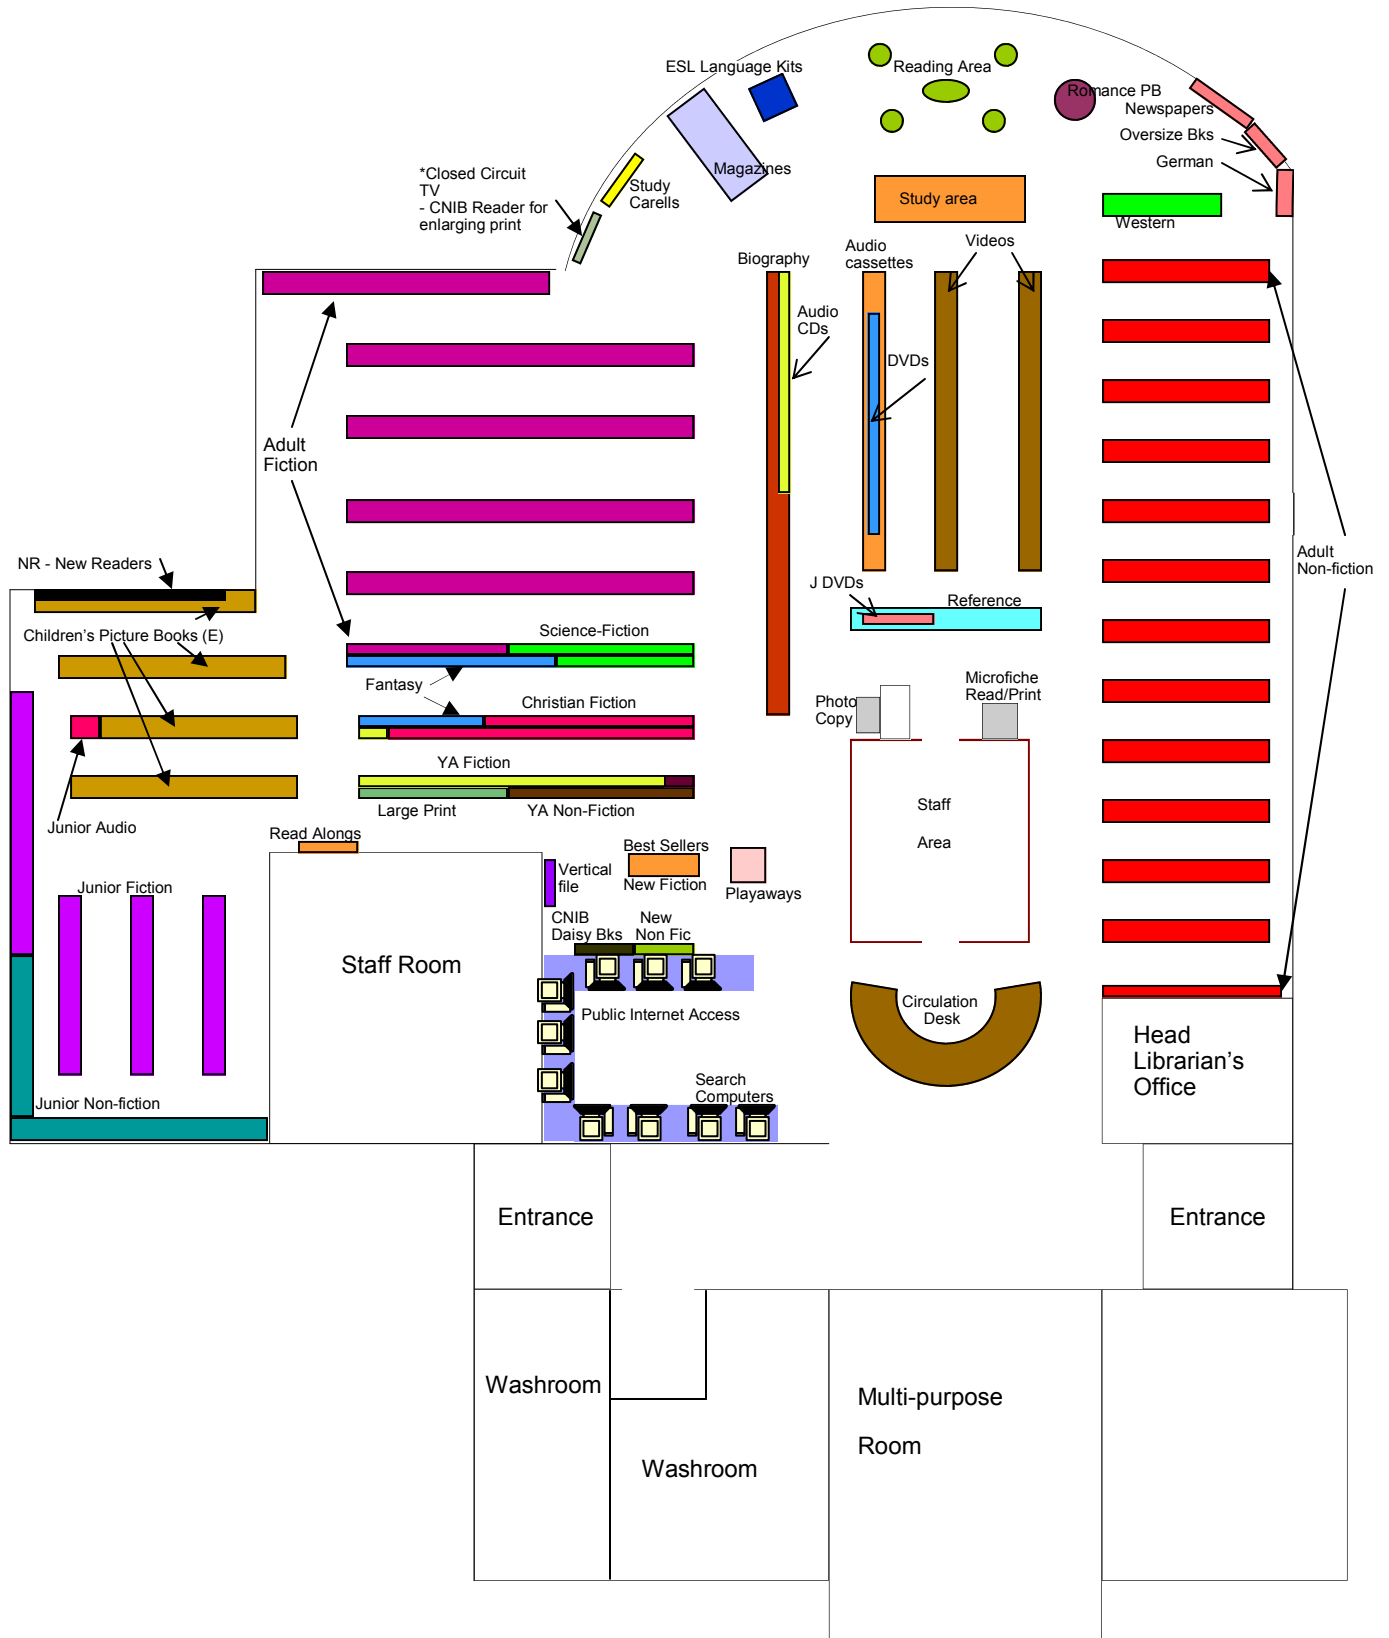 ESL Language Kits
Reading Area
Romance PB
Newspapers
Oversize Bks
German
Magazines
*Closed Circuit
TV
- CNIB Reader for
enlarging print
Study
Carells
Study area
Western
Biography
Audio
cassettes
Videos
Audio
CDs
DVDs
Adult
Fiction
Adult
Non-fiction
NR - New Readers
J DVDs
Reference
Children's Picture Books (E)
Science-Fiction
Fantasy
Christian Fiction
Photo
Copy
Microfiche
Read/Print
YA Fiction
Large Print
YA Non-Fiction
Staff
Area
Junior Audio
Read Alongs
Best Sellers
New Fiction
Playaways
Vertical
file
Junior Fiction
CNIB
Daisy Bks
New
Non Fic
Staff Room
Public Internet Access
Circulation
Desk
Head
Librarian's
Office
Search
Computers
Junior Non-fiction
Entrance
Entrance
Washroom
Washroom
Multi-purpose
Room